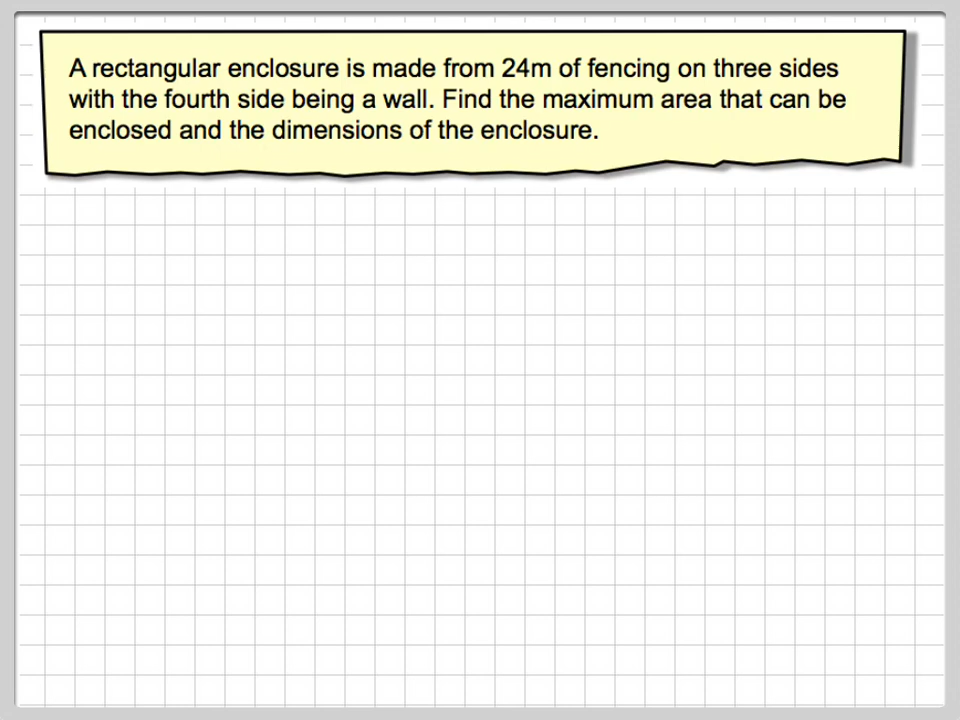 A rectangular enclosure is made from 24m of fencing on three sides
with the fourth side being a wall. Find the maximum area that can be
enclosed and the dimensions of the enclosure.